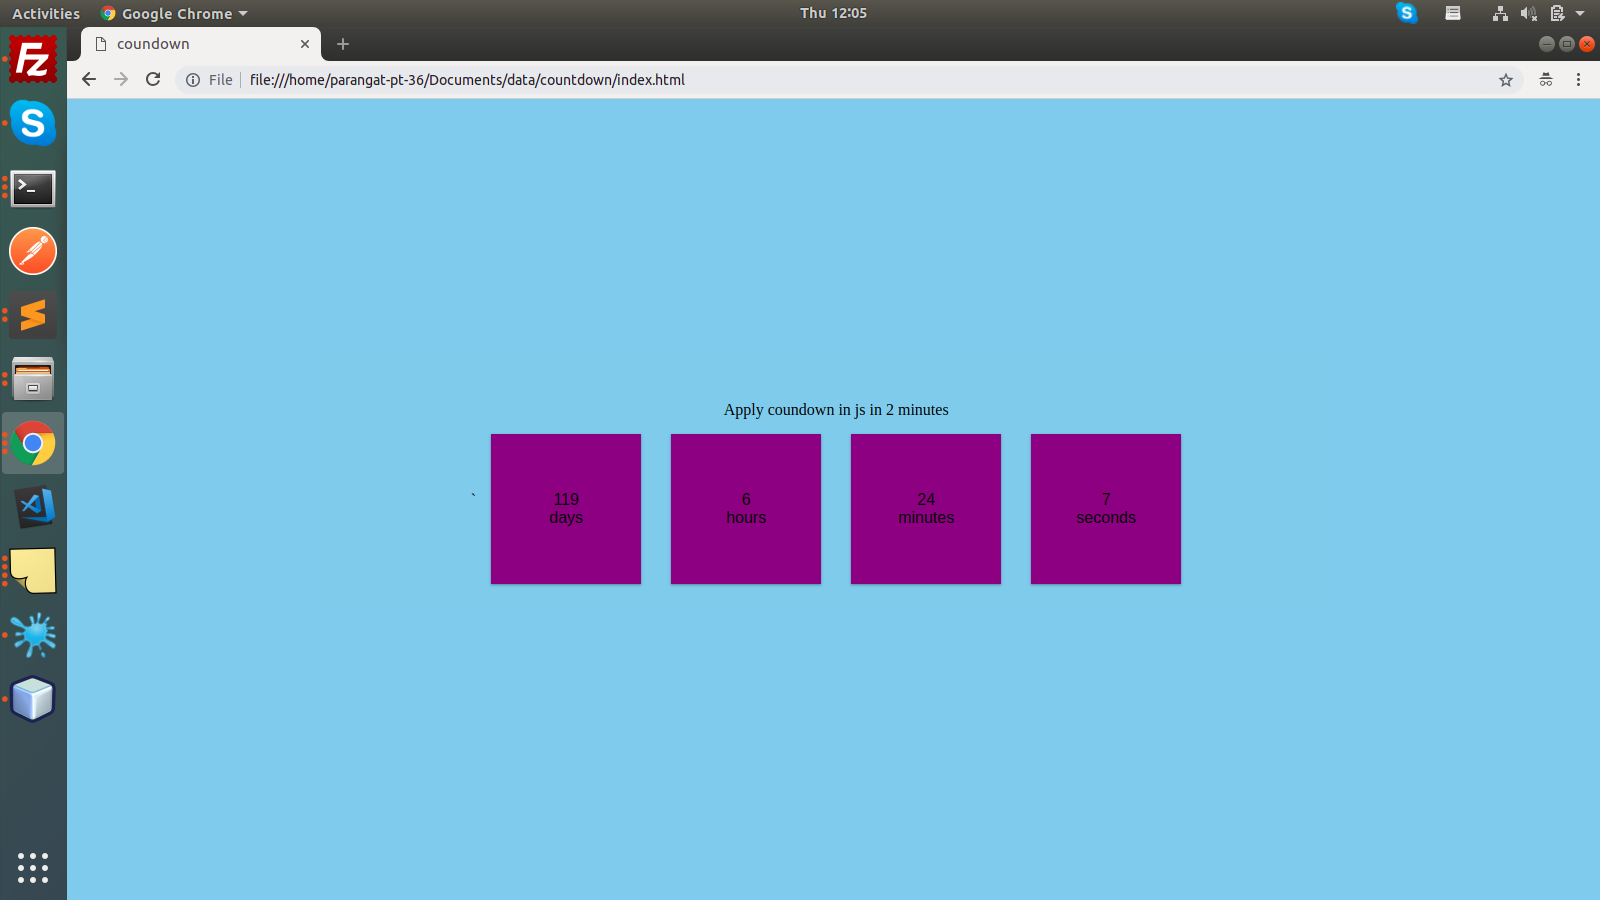 Activities
Google Chrome
Thu 12:05
S
Fz
coundown
File
file:///home/parangat-pt-36/Documents/data/countdown/index.html
S
>_
Apply coundown in js in 2 minutes
`
119
days
6
hours
24
minutes
7
seconds